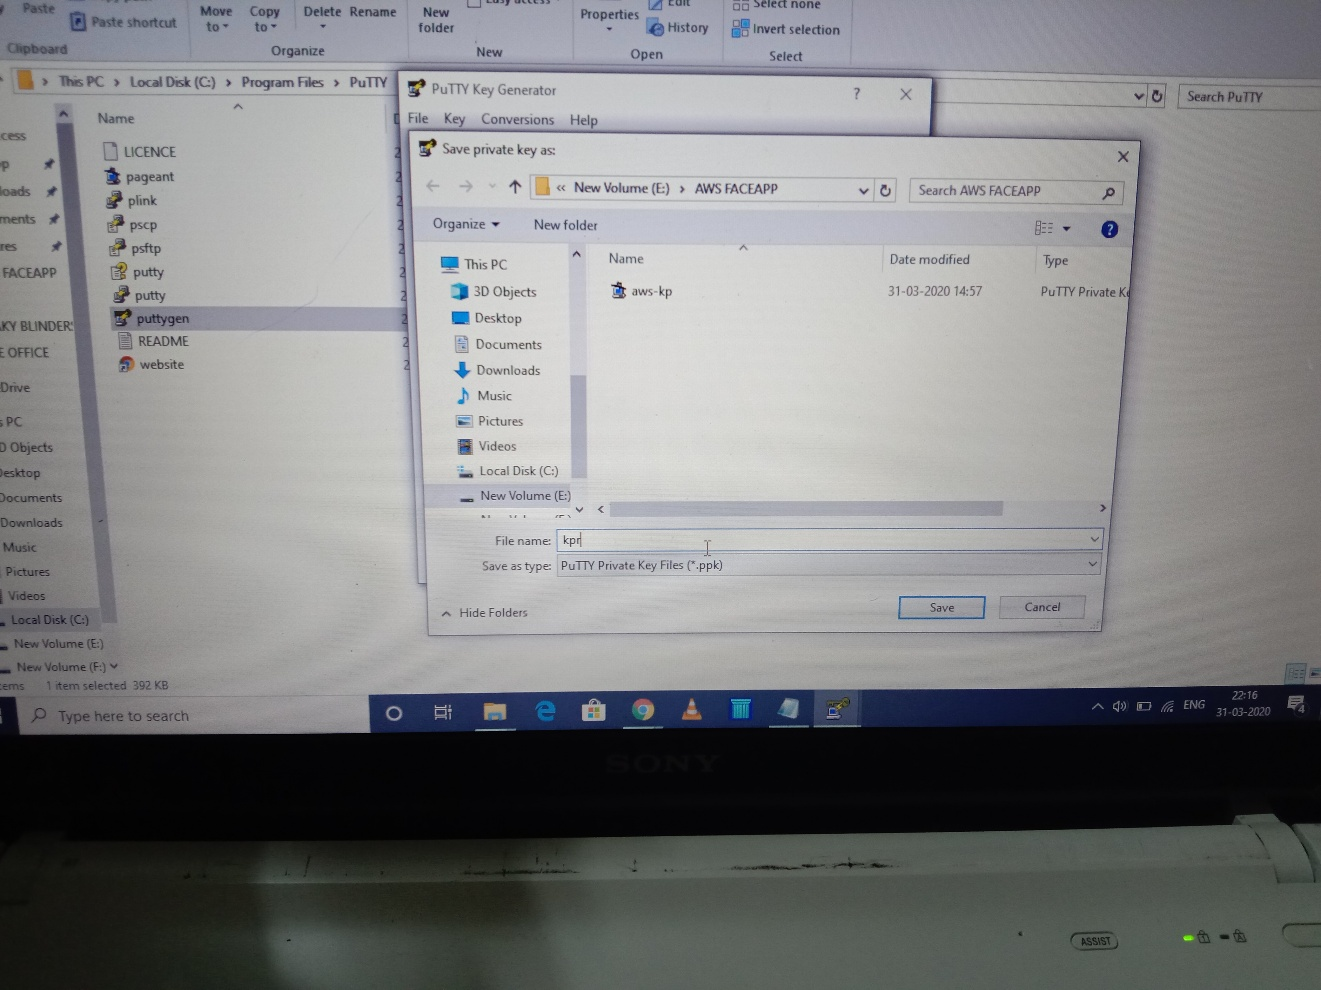 Paste
Paste shortcut
Clipboard
Move to
Copy to
Delete
Rename
Organize
New folder
New
Properties
Edit
History
Open
Select none
Invert selection
Select
This PC > Local Disk (C:) > Program Files > PuTTY
Search PuTTY
Name
LICENCE
pageant
plink
pscp
psftp
putty
putty
puttygen
README
website
FACEAPP
Local Disk (C:)
New Volume (E:)
New Volume (F:)
1 item selected 392 KB
PuTTY Key Generator
? ×
File Key Conversions Help
Save private key as:
« New Volume (E:) > AWS FACEAPP
Search AWS FACEAPP
Organize
New folder
?
This PC
3D Objects
Desktop
Documents
Downloads
Music
Pictures
Videos
Local Disk (C:)
New Volume (E:)
Name Date modified Type
aws-kp 31-03-2020 14:57 PuTTY Private
File name: kpr
Save as type: PuTTY Private Key Files (*.ppk)
Hide Folders
Save
Cancel
Documents
Downloads
Music
Pictures
Videos
Type here to search
ENG
22:16
31-03-2020
4
SONY
ASSIST